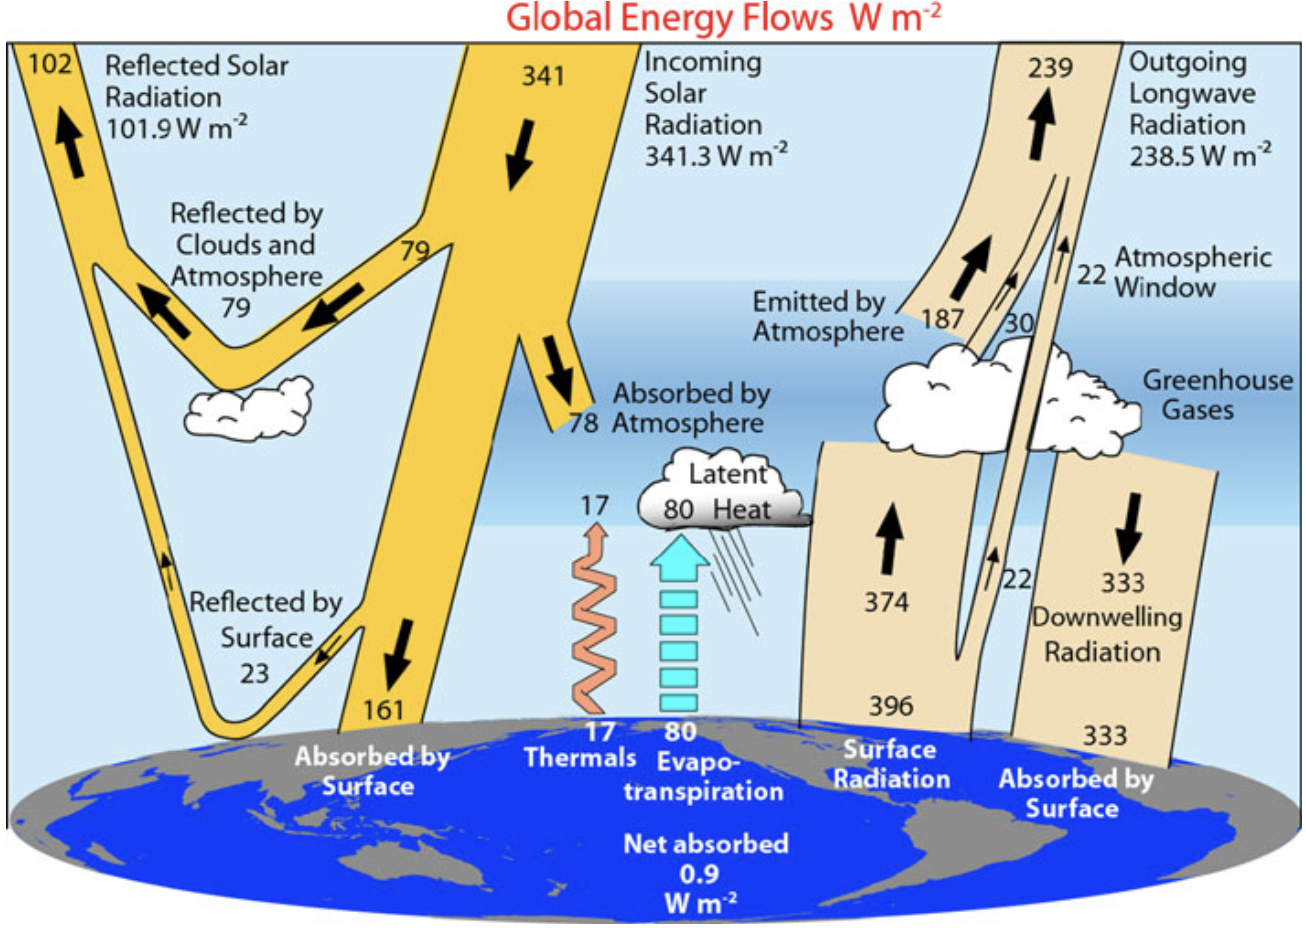 Global Energy Flows W m-2
102
Reflected Solar
Radiation
101.9 W m-2
341
Incoming
Solar
Radiation
341.3 W m-2
239
Outgoing
Longwave
Radiation
238.5 W m-2
Reflected by
Clouds and
Atmosphere
79
79
Emitted by
Atmosphere
187
30
22
Atmospheric
Window
Greenhouse
Gases
78
Absorbed by
Atmosphere
17
Latent
80 Heat
Reflected by
Surface
23
374
22
333
Downwelling
Radiation
161
396
333
Absorbed by
Surface
17
Thermals
80
Evapo-
transpiration
Surface
Radiation
Absorbed by
Surface
Net absorbed
0.9
W m-2